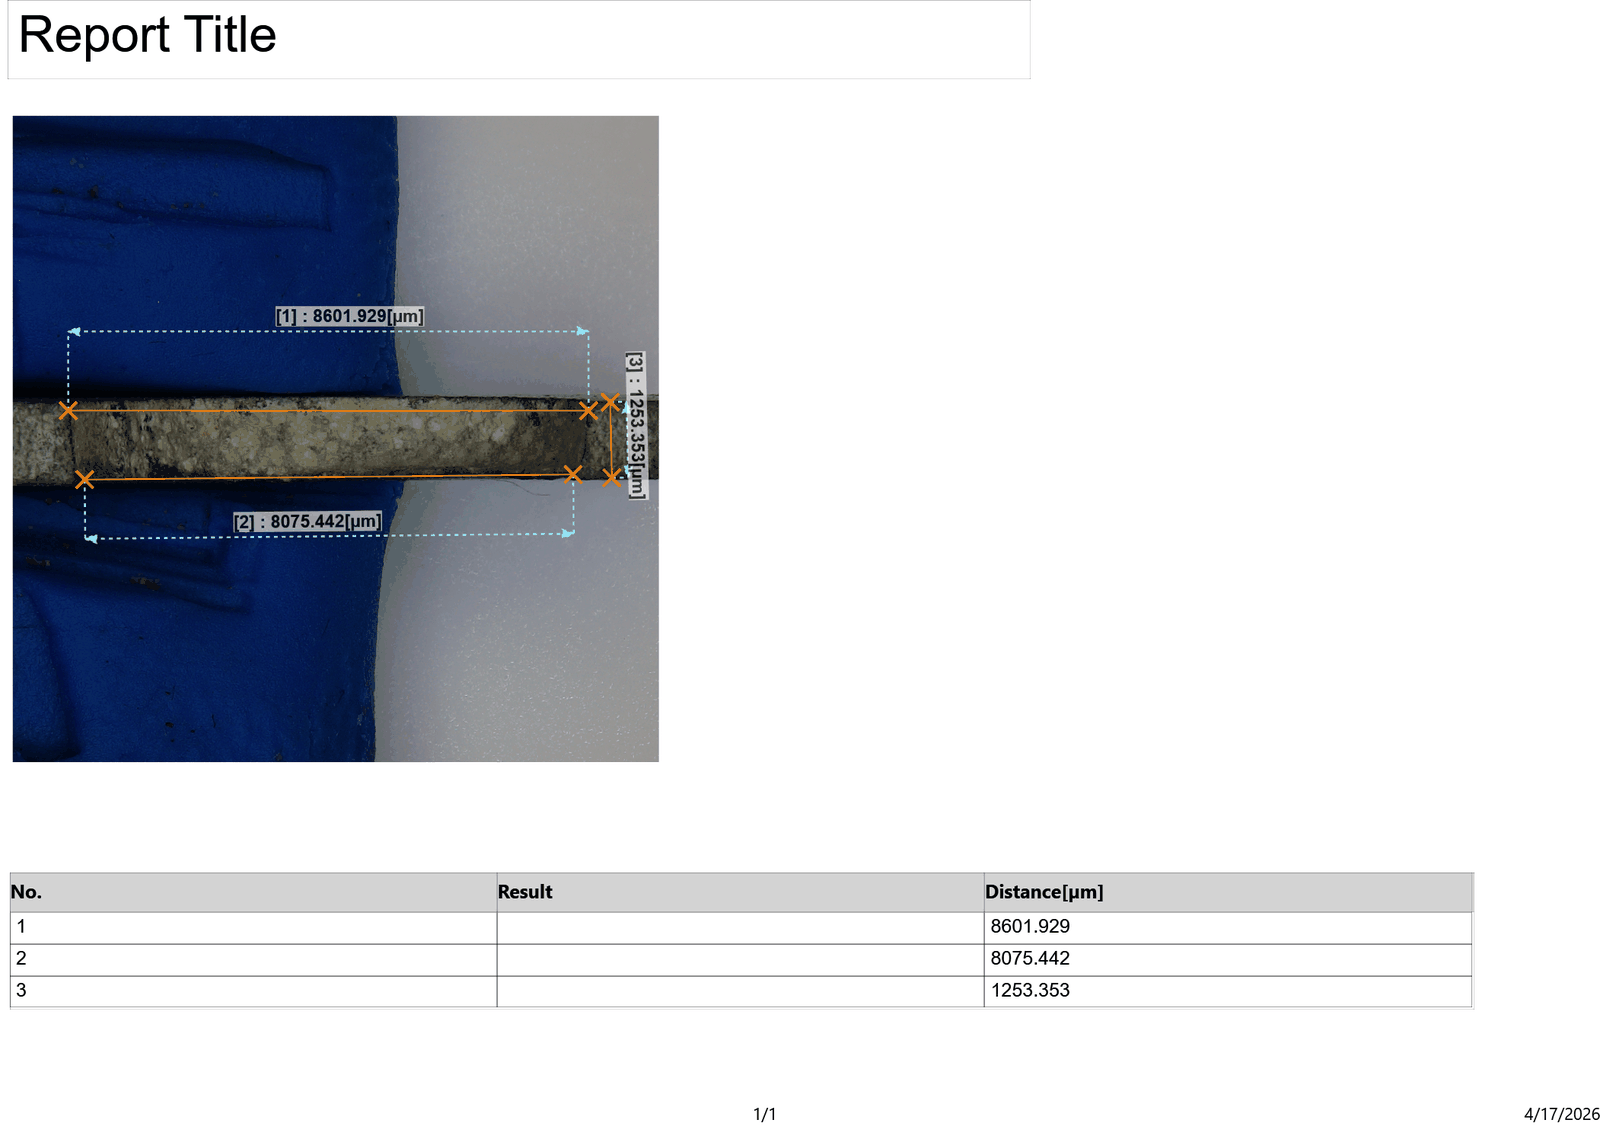 Report Title
[1] : 8601.929[µm]
[3] : 1253.353[µm]
[2] : 8075.442[µm]
No. Result Distance[µm]
1 8601.929
2 8075.442
3 1253.353
1/1 4/17/2026